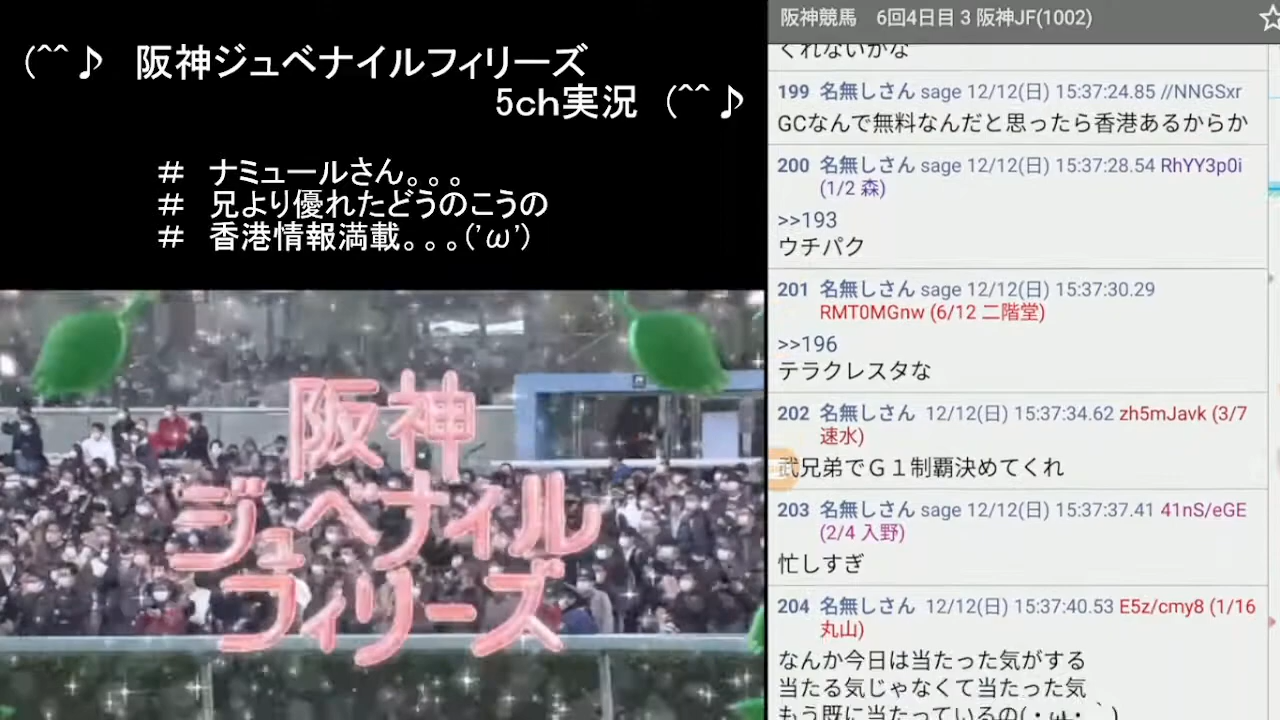 (^^♪　阪神ジュベナイルフィリーズ
5ch実況　(^^♪
＃　ナミュールさん。。。
＃　兄より優れたどうのこうの
＃　香港情報満載。。。('ω')
阪神
ジュベナイル
フィリーズ
阪神競馬　6回4日目 3 阪神JF(1002)
くれないかな
199 名無しさん sage 12/12(日) 15:37:24.85 //NNGSxr
GCなんで無料なんだと思ったら香港あるからか
200 名無しさん sage 12/12(日) 15:37:28.54 RhYY3p0i
(1/2 森)
>>193
ウチパク
201 名無しさん sage 12/12(日) 15:37:30.29
RMT0MGnw (6/12 二階堂)
>>196
テラクレスタな
202 名無しさん 12/12(日) 15:37:34.62 zh5mJavk (3/7
速水)
武兄弟でＧ１制覇決めてくれ
203 名無しさん sage 12/12(日) 15:37:37.41 41nS/eGE
(2/4 入野)
忙しすぎ
204 名無しさん 12/12(日) 15:37:40.53 E5z/cmy8 (1/16
丸山)
なんか今日は当たった気がする
当たる気じゃなくて当たった気
もう既に当たっているの(・ω・｀)